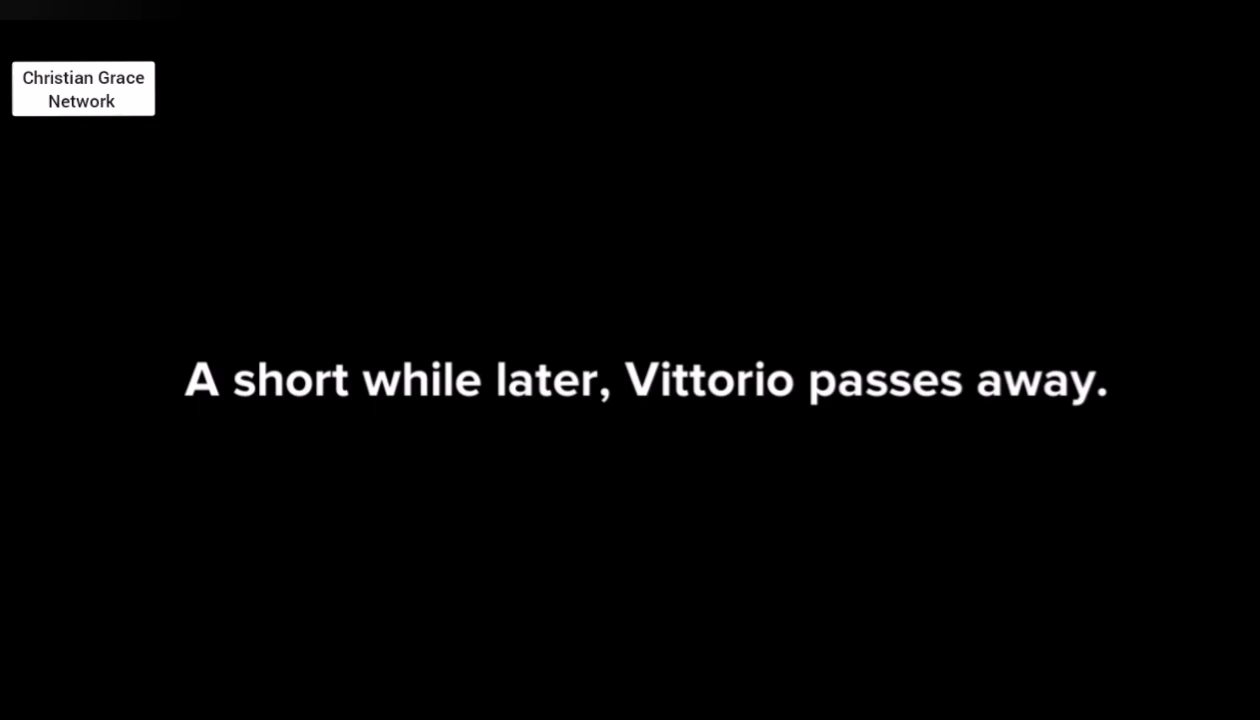 Christian Grace
Network
A short while later, Vittorio passes away.